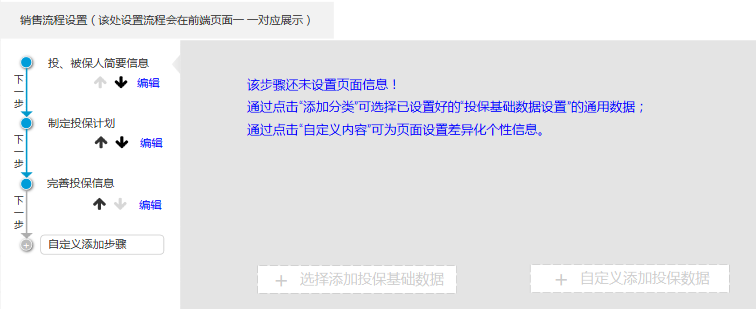 销售流程设置（该处设置流程会在前端页面一 一对应展示）
投、被保人简要信息
编辑
下一步
制定投保计划
编辑
下一步
完善投保信息
编辑
下一步
自定义添加步骤
该步骤还未设置页面信息！
通过点击“添加分类”可选择已设置好的“投保基础数据设置”的通用数据；
通过点击“自定义内容”可为页面设置差异化个性信息。
+ 选择添加投保基础数据
+ 自定义添加投保数据